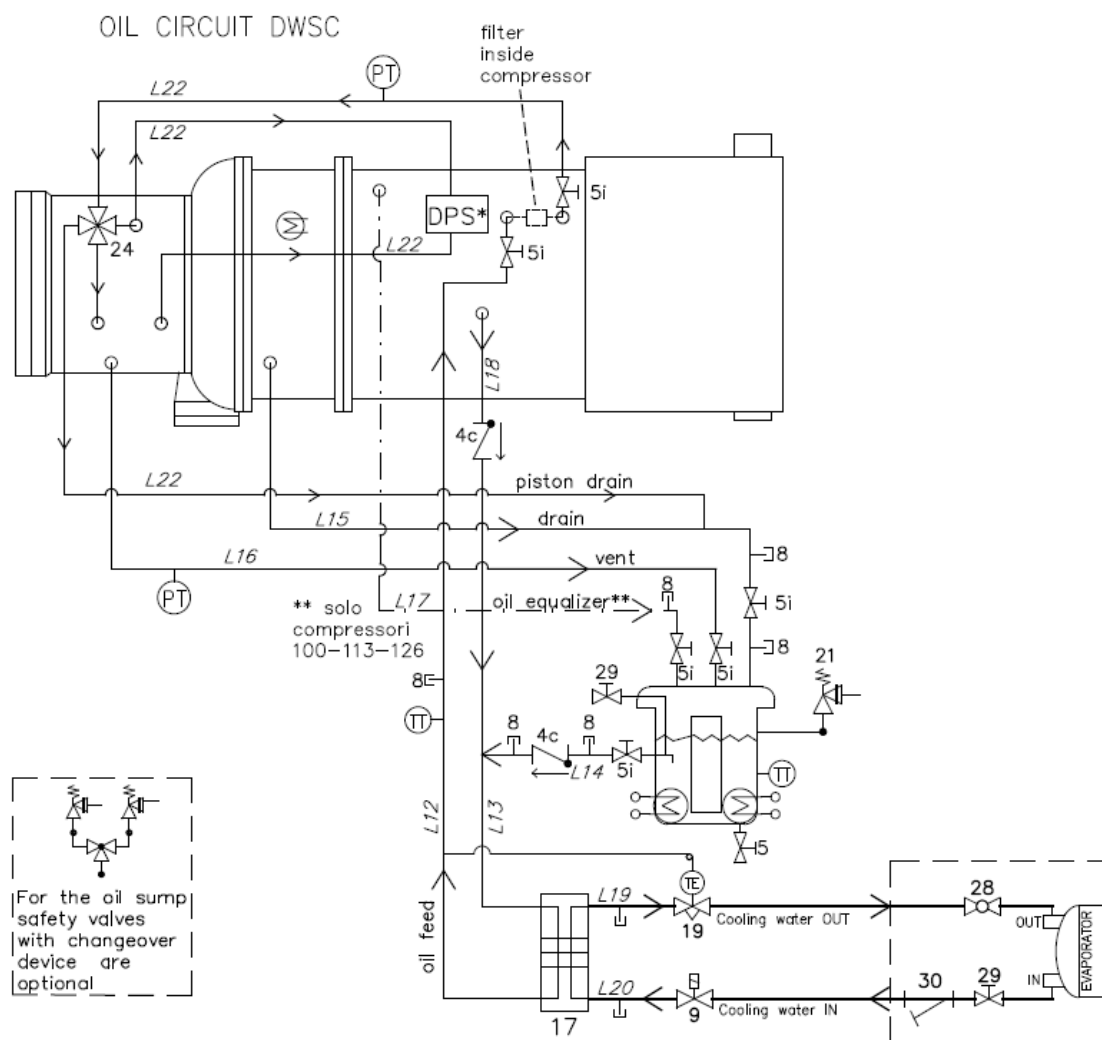 OIL CIRCUIT DWSC
filter
inside
compressor
PT
L22
L22
5i
DPS*
24
L22
5i
L18
4c
L22
piston drain
L15
drain
L16
vent
8
PT
** solo
compressori
100-113-126
L17
oil equalizer**
8
5i
8
21
5i
5i
29
8
TT
8
4c
8
L14
5i
TT
L12
L13
5
For the oil sump
safety valves
with changeover
device are
optional
oil feed
TE
L19
19
Cooling water OUT
28
OUT
EVAPORATOR
IN
L20
9
Cooling water IN
30
29
17